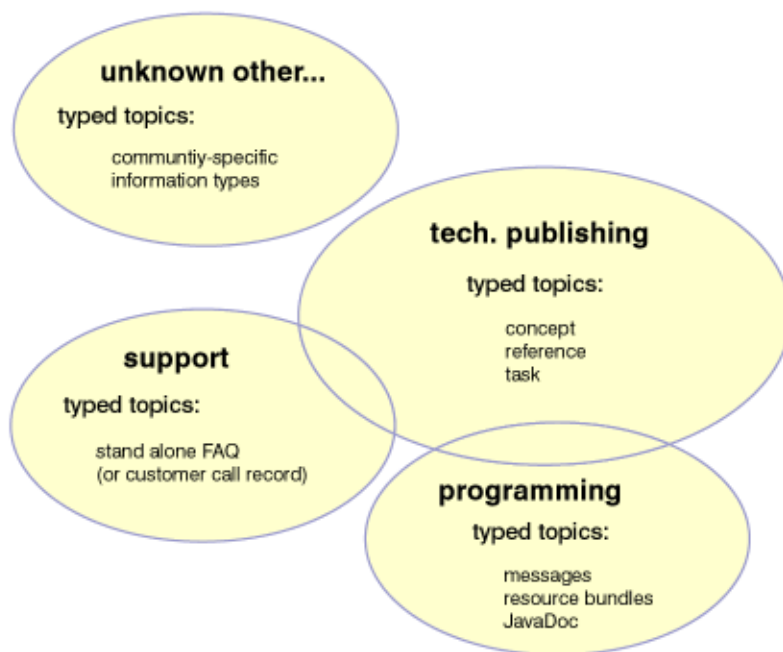 unknown other...
typed topics:
communtiy-specific
information types
tech. publishing
typed topics:
concept
reference
task
support
typed topics:
stand alone FAQ
(or customer call record)
programming
typed topics:
messages
resource bundles
JavaDoc